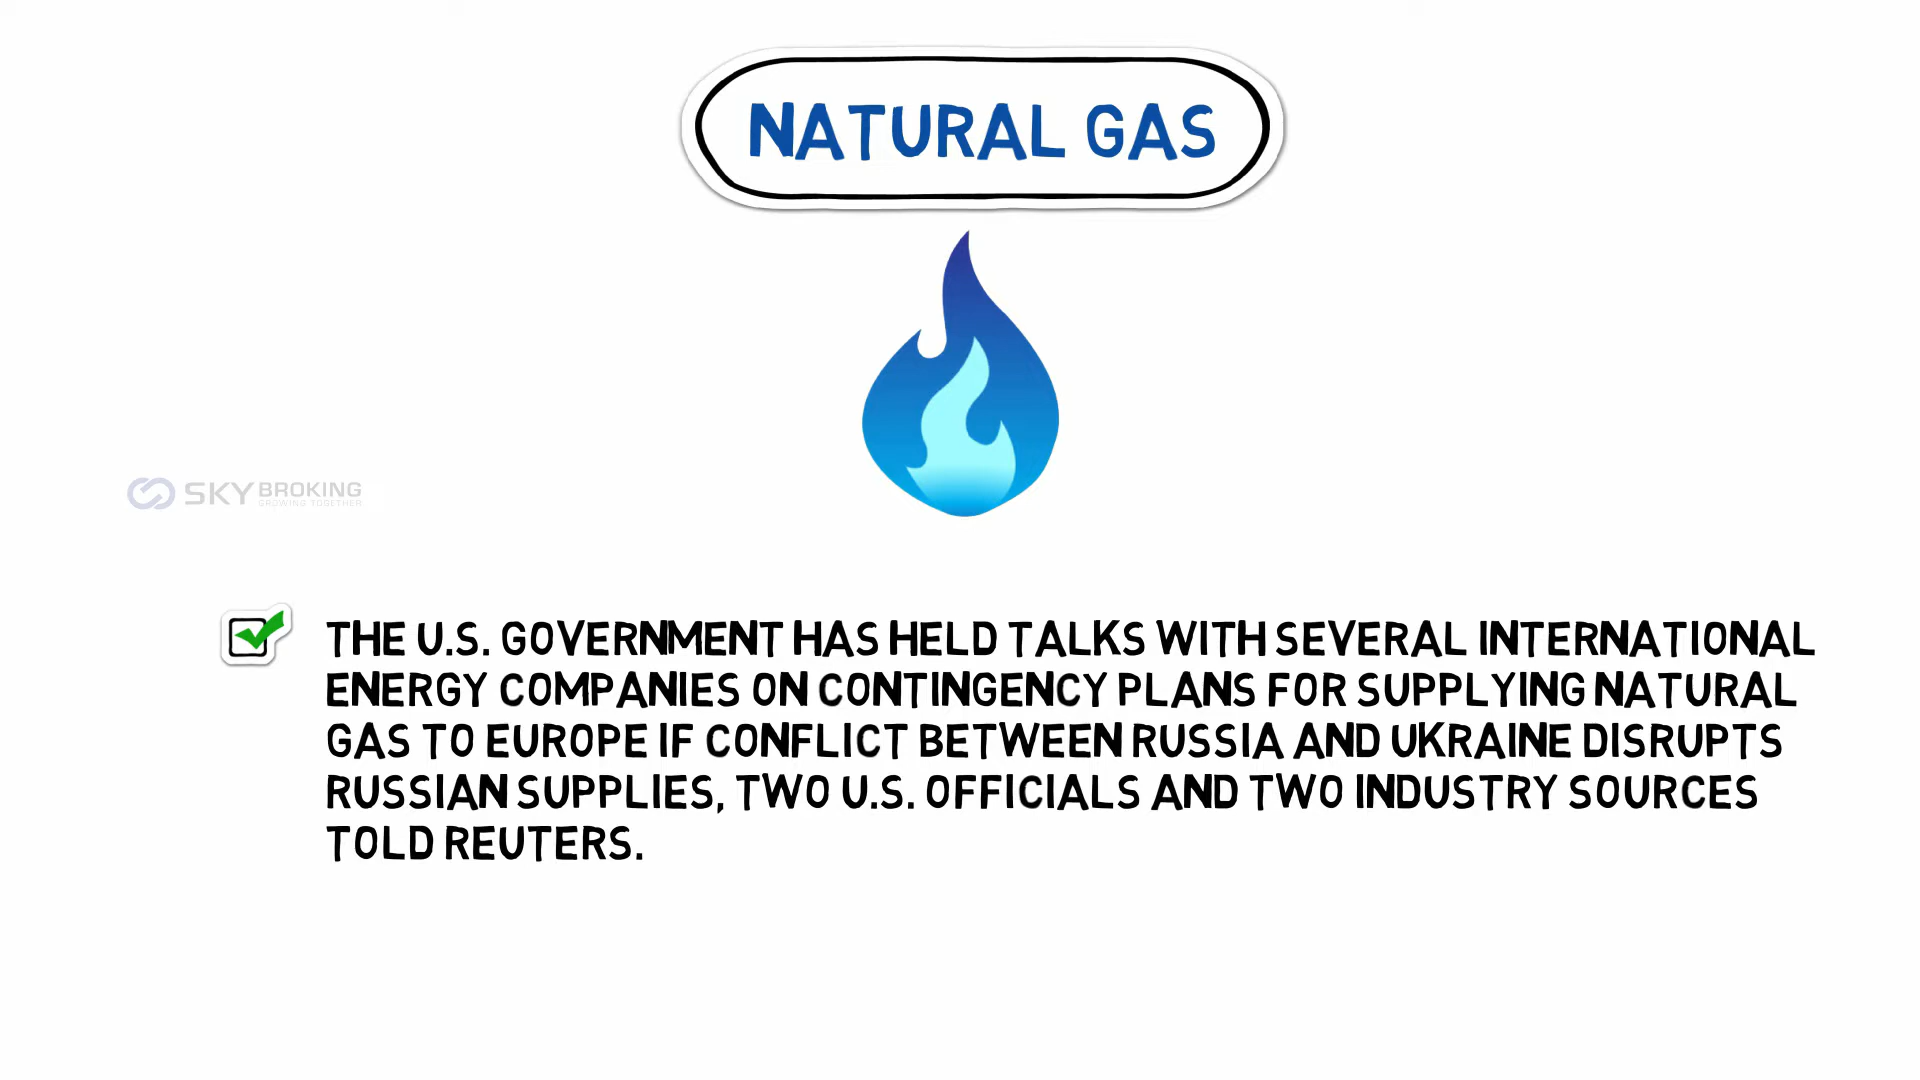 NATURAL GAS
SKY BROKING
GROWING TOGETHER
THE U.S. GOVERNMENT HAS HELD TALKS WITH SEVERAL INTERNATIONAL
ENERGY COMPANIES ON CONTINGENCY PLANS FOR SUPPLYING NATURAL
GAS TO EUROPE IF CONFLICT BETWEEN RUSSIA AND UKRAINE DISRUPTS
RUSSIAN SUPPLIES, TWO U.S. OFFICIALS AND TWO INDUSTRY SOURCES
TOLD REUTERS.